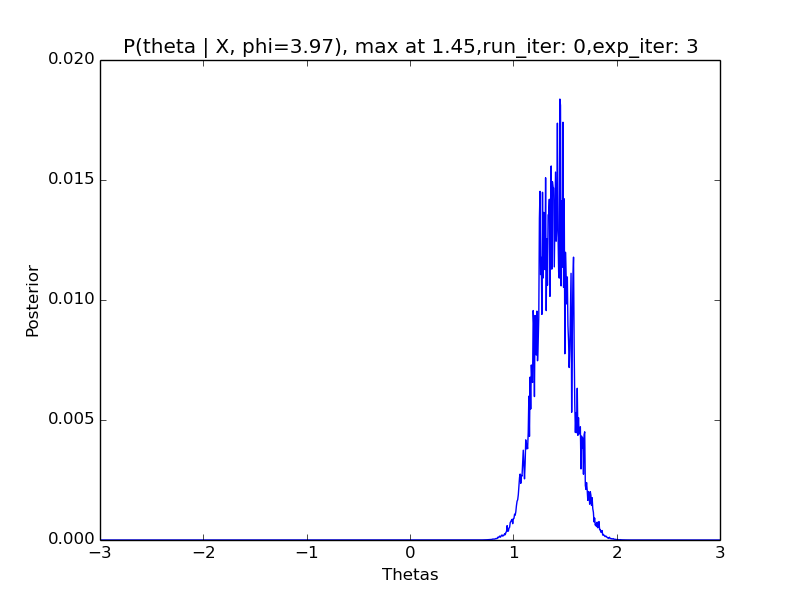 P(theta | X, phi=3.97), max at 1.45,run_iter: 0,exp_iter: 3
0.020
0.015
0.010
0.005
0.000
Posterior
−3 −2 −1 0 1 2 3
Thetas